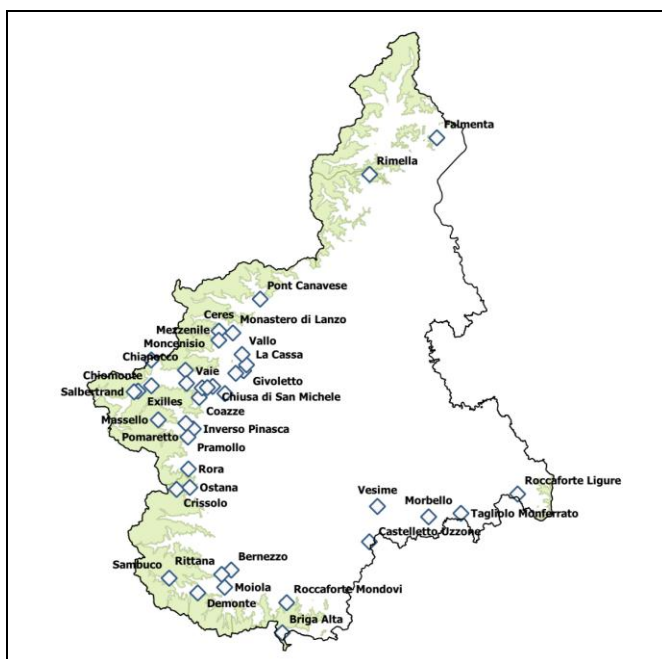 Falmenta
Rimella
Pont Canavese
Ceres
Monastero di Lanzo
Mezzenile
Moncenisio
Vallo
Chianocco
La Cassa
Vaie
Chiomonte
Givoletto
Salbertrand
Exilles
Chiusa di San Michele
Coazze
Massello
Inverso Pinasca
Pomaretto
Pramollo
Rora
Roccaforte Ligure
Ostana
Vesime
Crissolo
Morbello
Tagliolo Monferrato
Castelletto Uzzone
Rittana
Bernezzo
Sambuco
Moiola
Demonte
Roccaforte Mondovi
Briga Alta